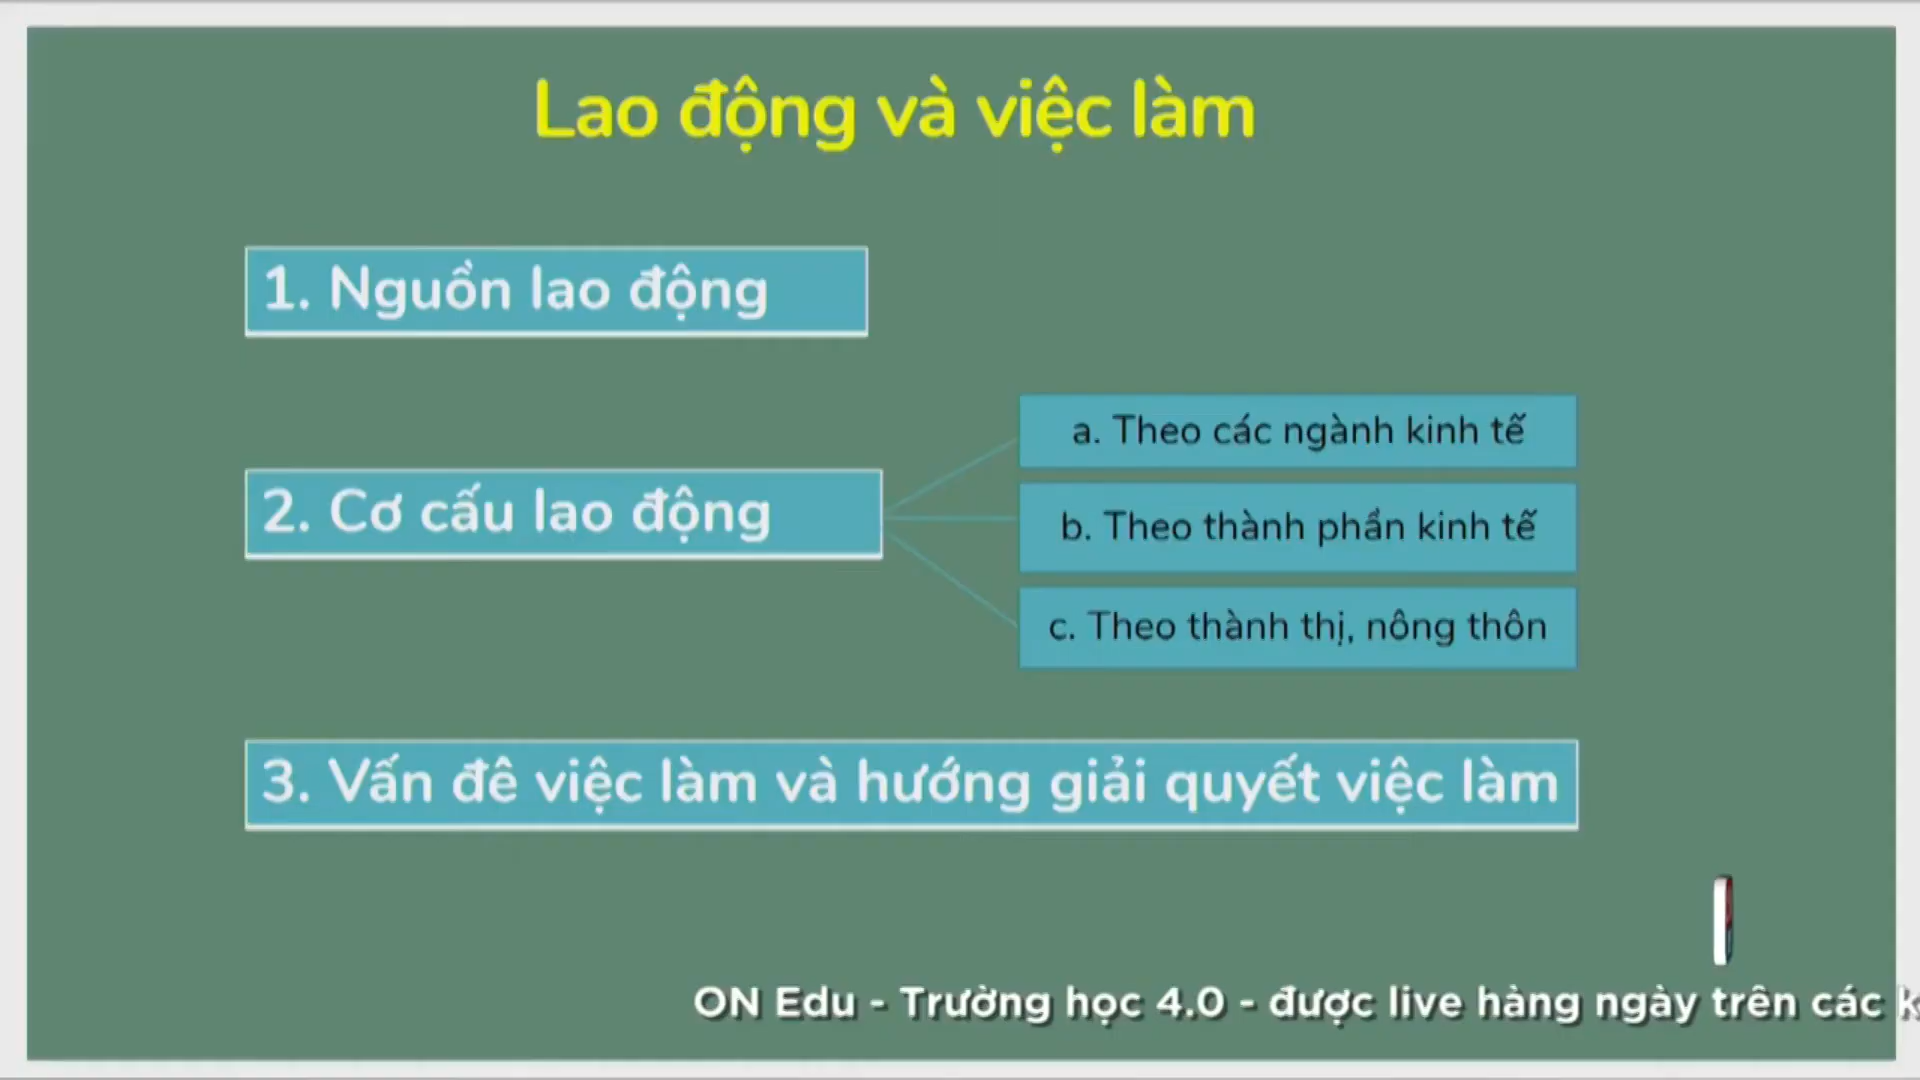 Lao động và việc làm
1. Nguồn lao động
2. Cơ cấu lao động
a. Theo các ngành kinh tế
b. Theo thành phần kinh tế
c. Theo thành thị, nông thôn
3. Vấn đê việc làm và hướng giải quyết việc làm
ON Edu - Trường học 4.0 - được live hàng ngày trên các